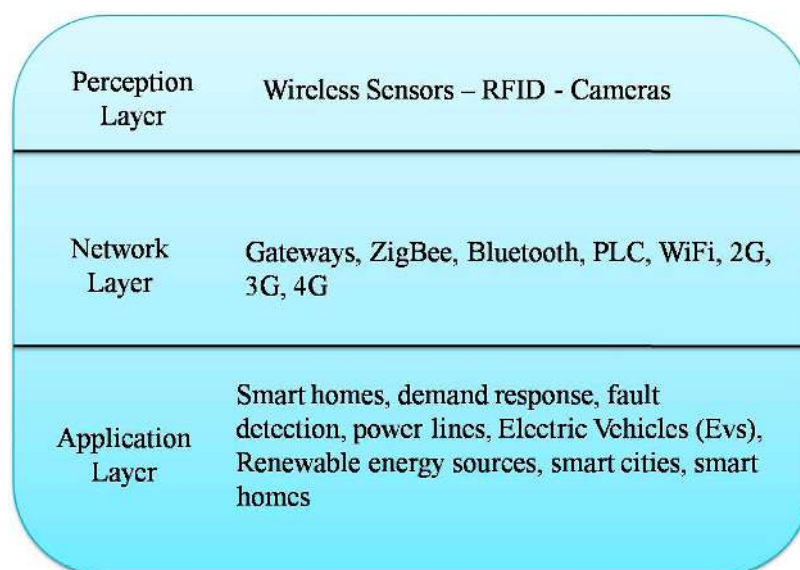 Perception
Layer
Wireless Sensors – RFID - Cameras
Network
Layer
Gateways, ZigBee, Bluetooth, PLC, WiFi, 2G,
3G, 4G
Application
Layer
Smart homes, demand response, fault
detection, power lines, Electric Vehicles (Evs),
Renewable energy sources, smart cities, smart
homes